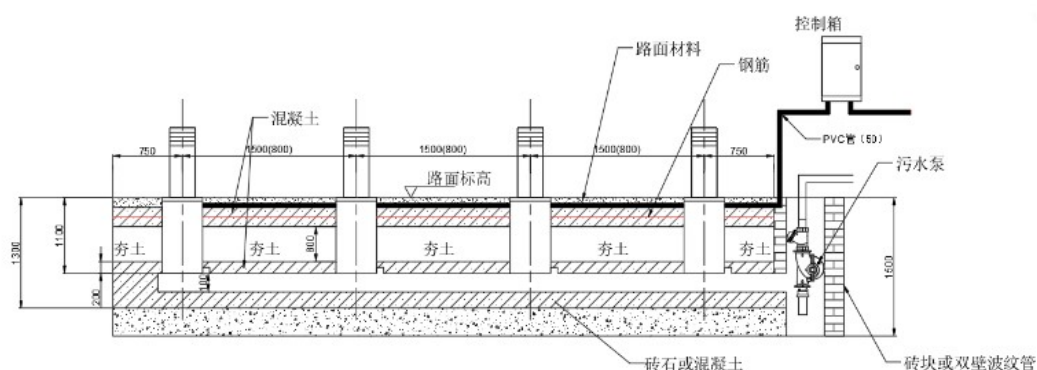 控制箱
路面材料
钢筋
混凝土
PVC管（50）
污水泵
750
1500(800)
1500(800)
1500(800)
750
路面标高
1300
1100
200
夯土
夯土
800
夯土
夯土
夯土
100
1500
砖石或混凝土
砖块或双壁波纹管